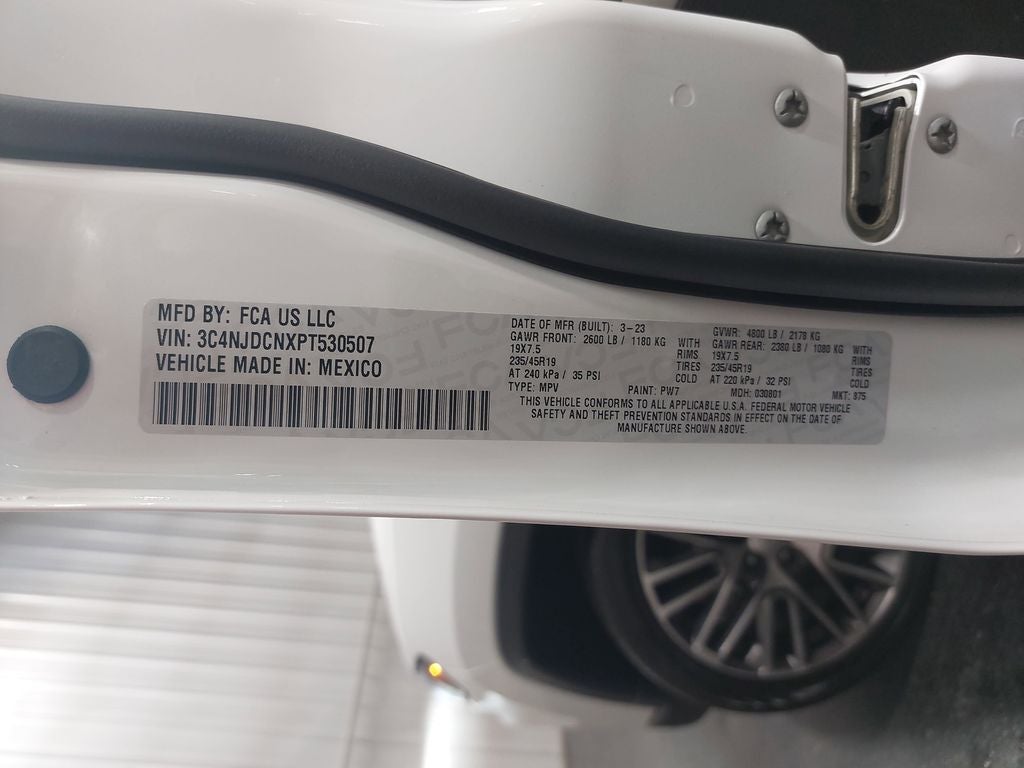 MFD BY: FCA US LLC
VIN: 3C4NJDCNXPT530507
VEHICLE MADE IN: MEXICO
DATE OF MFR (BUILT): 3-23
GAWR FRONT: 2600 LB / 1180 KG WITH
19X7.5 RIMS
235/45R19 TIRES
AT 240 kPa / 35 PSI COLD
TYPE: MPV PAINT: PW7
GVWR: 4800 LB / 2178 KG
GAWR REAR: 2380 LB / 1080 KG WITH
19X7.5 RIMS
235/45R19 TIRES
AT 220 kPa / 32 PSI COLD
MDH: 030801 MKT: 875
THIS VEHICLE CONFORMS TO ALL APPLICABLE U.S.A. FEDERAL MOTOR VEHICLE
SAFETY AND THEFT PREVENTION STANDARDS IN EFFECT ON THE DATE OF
MANUFACTURE SHOWN ABOVE.